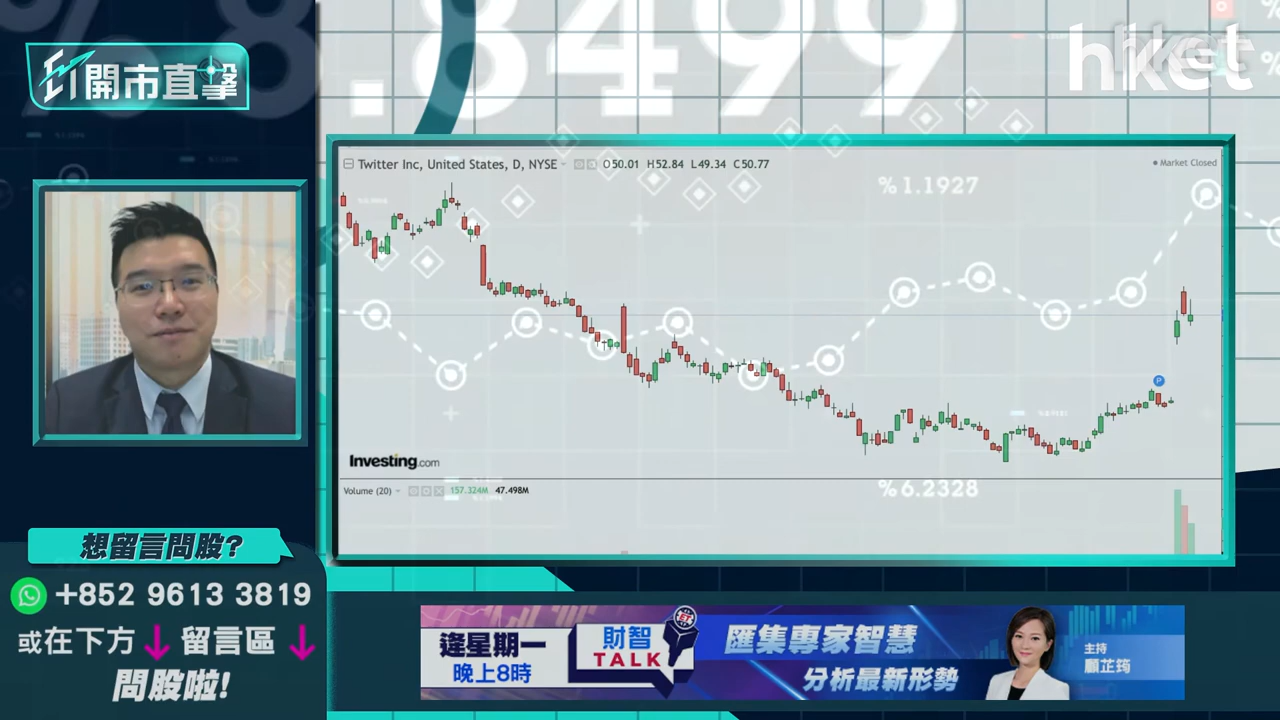 %8.8499
hket
EI開市直擊
Twitter Inc, United States, D, NYSE O50.01 H52.84 L49.34 C50.77
Market Closed
%1.1927
P
Investing.com
Volume (20) 157.324M 47.498M
%6.2328
想留言問股?
+852 9613 3819
或在下方↓留言區↓
問股啦!
逢星期一
晚上8時
財智
TALK
ET
匯集專家智慧
分析最新形勢
主持
顧芷筠